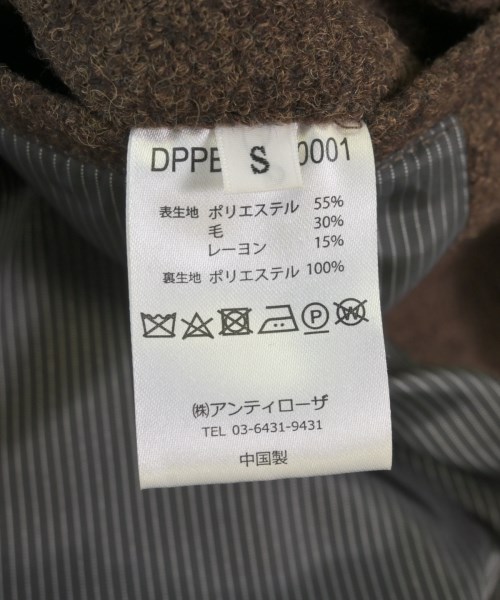 DPPE S 0001
表生地 ポリエステル 55%
毛 30%
レーヨン 15%
裏生地 ポリエステル 100%
P W
㈱アンティローザ
TEL 03-6431-9431
中国製